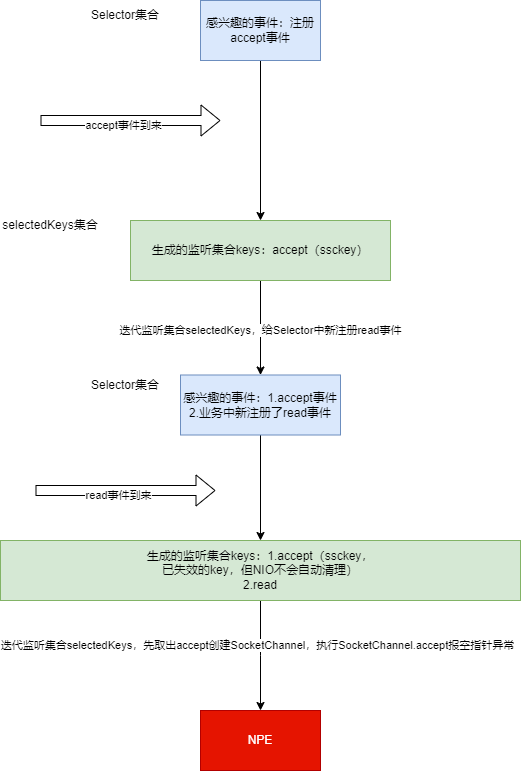 Selector集合
感兴趣的事件：注册
accept事件
accept事件到来
selectedKeys集合
生成的监听集合keys：accept（ssckey）
迭代监听集合selectedKeys，给Selector中新注册read事件
Selector集合
感兴趣的事件：1.accept事件
2.业务中新注册了read事件
read事件到来
生成的监听集合keys：1.accept（ssckey，
已失效的key，但NIO不会自动清理）
2.read
迭代监听集合selectedKeys，先取出accept创建SocketChannel，执行SocketChannel.accept报空指针异常
NPE